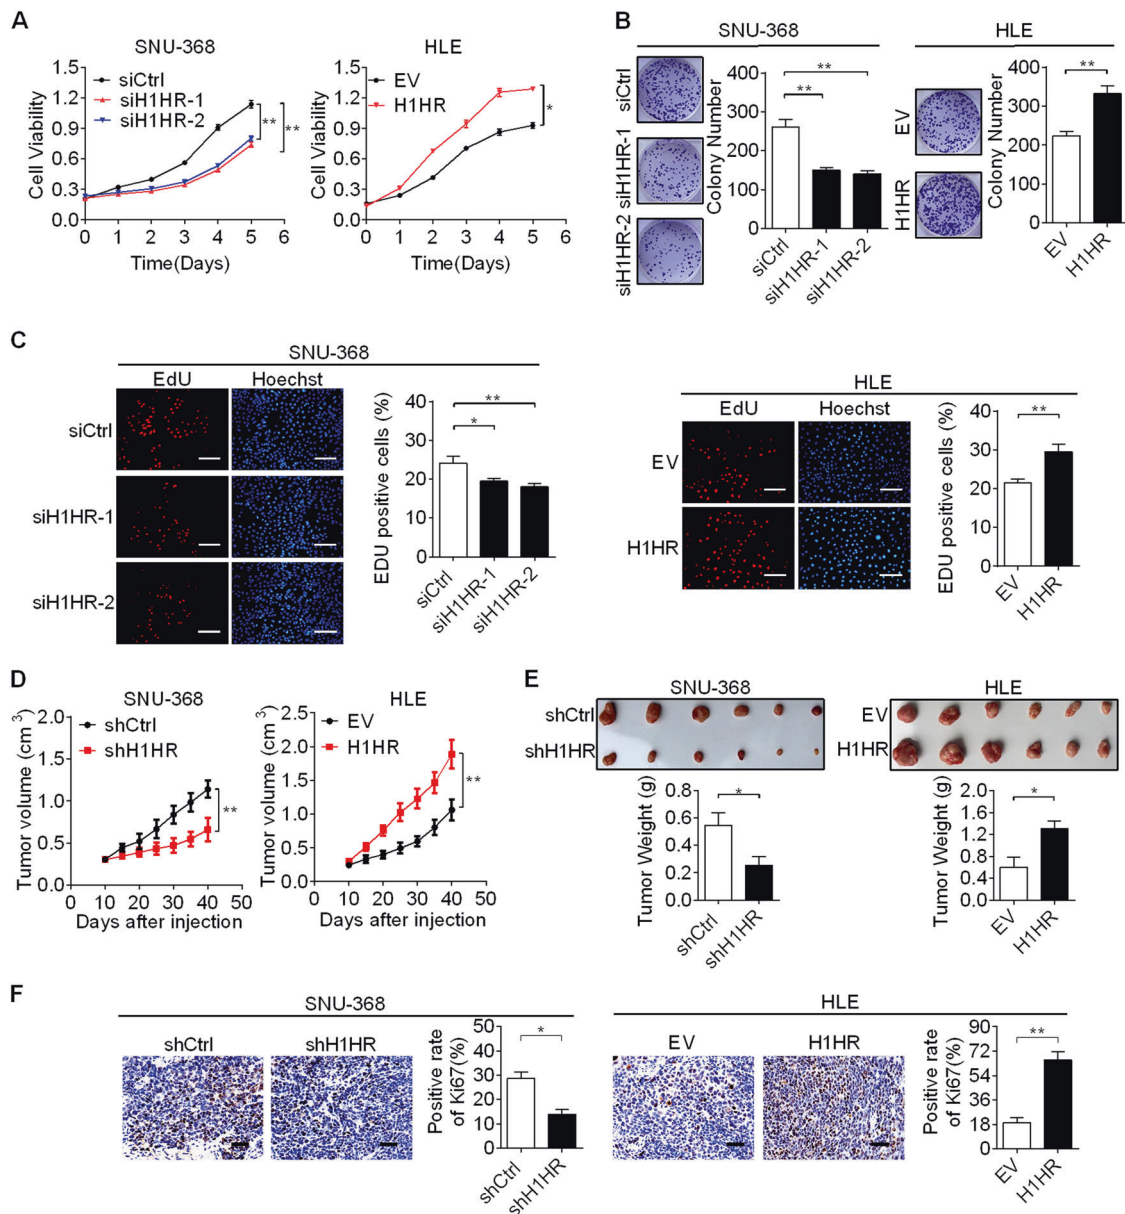 A
SNU-368
1.5
1.2
0.9
0.6
0.3
0.0
Cell Viability
siCtrl
siH1HR-1
siH1HR-2
**
**
0 1 2 3 4 5 6
Time(Days)
HLE
1.5
1.2
0.9
0.6
0.3
0.0
Cell Viability
EV
H1HR
*
0 1 2 3 4 5 6
Time(Days)
B
SNU-368
siCtrl
siH1HR-1
siH1HR-2
Colony Number
400
300
200
100
0
**
**
siCtrl
siH1HR-1
siH1HR-2
HLE
EV
H1HR
Colony Number
400
300
200
100
0
**
EV
H1HR
C
SNU-368
EdU Hoechst
siCtrl
siH1HR-1
siH1HR-2
EDU positive cells (%)
40
30
20
10
0
**
*
siCtrl
siH1HR-1
siH1HR-2
HLE
EdU Hoechst
EV
H1HR
EDU positive cells (%)
40
30
20
10
0
**
EV
H1HR
D
SNU-368
Tumor volume (cm 3)
2.0
1.5
1.0
0.5
0.0
shCtrl
shH1HR
**
0 10 20 30 40 50
Days after injection
HLE
Tumor volume (cm 3)
2.5
2.0
1.5
1.0
0.5
0.0
EV
H1HR
**
0 10 20 30 40 50
Days after injection
E
SNU-368
shCtrl
shH1HR
Tumor Weight (g)
0.8
0.6
0.4
0.2
0.0
*
shCtrl
shH1HR
HLE
EV
H1HR
Tumor Weight (g)
2.0
1.6
1.2
0.8
0.4
0.0
*
EV
H1HR
F
SNU-368
shCtrl shH1HR
Positive rate
of Ki67(%)
50
40
30
20
10
0
*
shCtrl
shH1HR
HLE
EV H1HR
Positive rate
of Ki67(%)
90
72
54
36
18
0
**
EV
H1HR